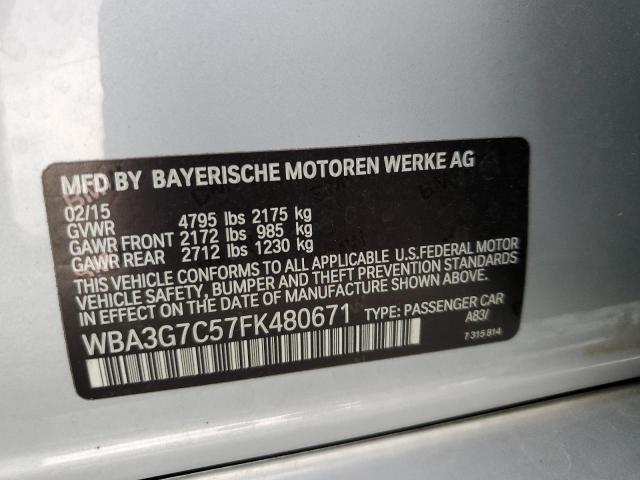 MFD BY BAYERISCHE MOTOREN WERKE AG
02/15
GVWR 4795 lbs 2175 kg
GAWR FRONT 2172 lbs 985 kg
GAWR REAR 2712 lbs 1230 kg
THIS VEHICLE CONFORMS TO ALL APPLICABLE U.S.FEDERAL MOTOR
VEHICLE SAFETY, BUMPER AND THEFT PREVENTION STANDARDS
IN EFFECT ON THE DATE OF MANUFACTURE SHOWN ABOVE.
WBA3G7C57FK480671 TYPE: PASSENGER CAR
A83/
7 315 814